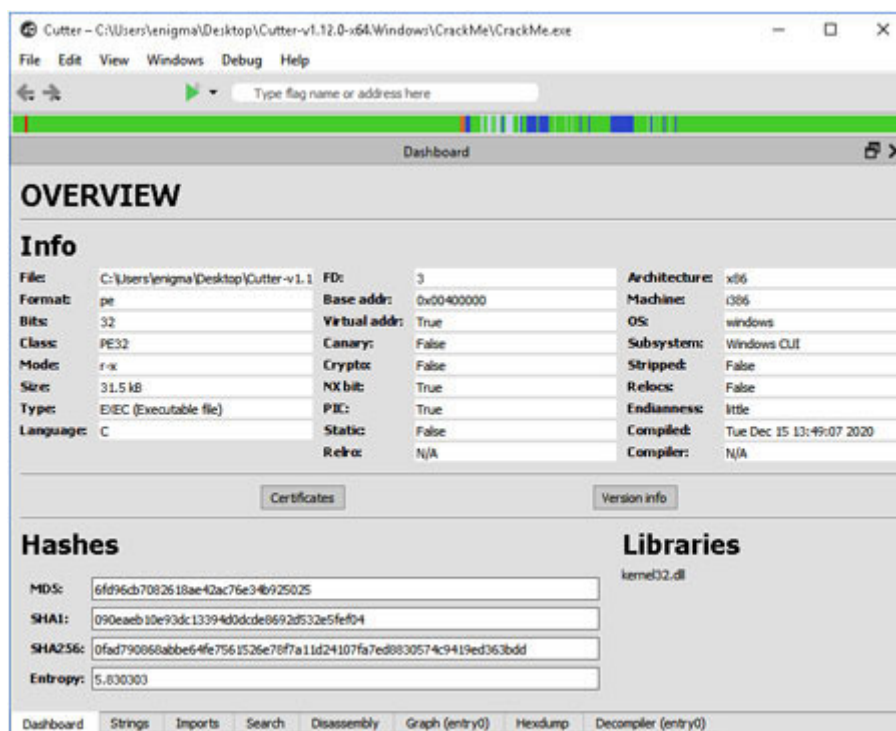 Cutter – C:\Users\enigma\Desktop\Cutter-v1.12.0-x64.Windows\CrackMe\CrackMe.exe
File Edit View Windows Debug Help
Type flag name or address here
Dashboard
OVERVIEW
Info
File: C:\Users\enigma\Desktop\Cutter-v1.1 FD: 3 Architecture: x86
Format: pe Base addr: 0x00400000 Machine: i386
Bits: 32 Virtual addr: True OS: windows
Class: PE32 Canary: False Subsystem: Windows CUI
Mode: r-x Crypto: False Stripped: False
Size: 31.5 kB NX bit: True Relocs: False
Type: EXEC (Executable file) PIC: True Endianness: little
Language: C Static: False Compiled: Tue Dec 15 13:49:07 2020
Relro: N/A Compiler: N/A
Certificates Version info
Hashes Libraries
kernel32.dll
MD5: 6fd96cb7082618ae42ac76e34b925025
SHA1: 090eaeb10e93dc13394d0dcde8692d532e5fef04
SHA256: 0fad790868abbe64fe7561526e78f7a11d24107fa7ed8830574c9419ed363bdd
Entropy: 5.830303
Dashboard Strings Imports Search Disassembly Graph (entry0) Hexdump Decompiler (entry0)